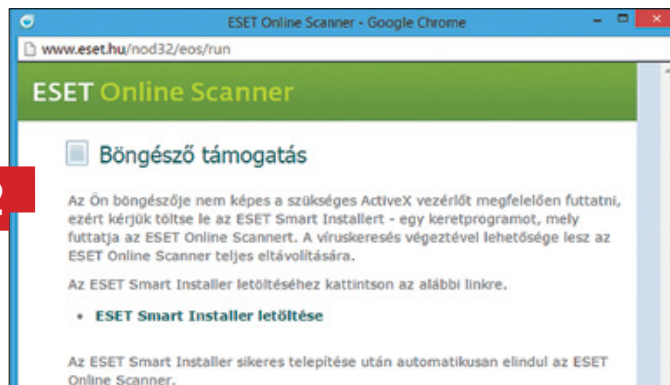 ESET Online Scanner - Google Chrome
www.eset.hu/nod32/eos/run
ESET Online Scanner
Böngésző támogatás
Az Ön böngészője nem képes a szükséges ActiveX vezérlőt megfelelően futtatni,
ezért kérjük töltse le az ESET Smart Installert - egy keretprogramot, mely
futtatja az ESET Online Scannert. A víruskeresés végeztével lehetősége lesz az
ESET Online Scanner teljes eltávolítására.
Az ESET Smart Installer letöltéséhez kattintson az alábbi linkre.
• ESET Smart Installer letöltése
Az ESET Smart Installer sikeres telepítése után automatikusan elindul az ESET
Online Scanner.